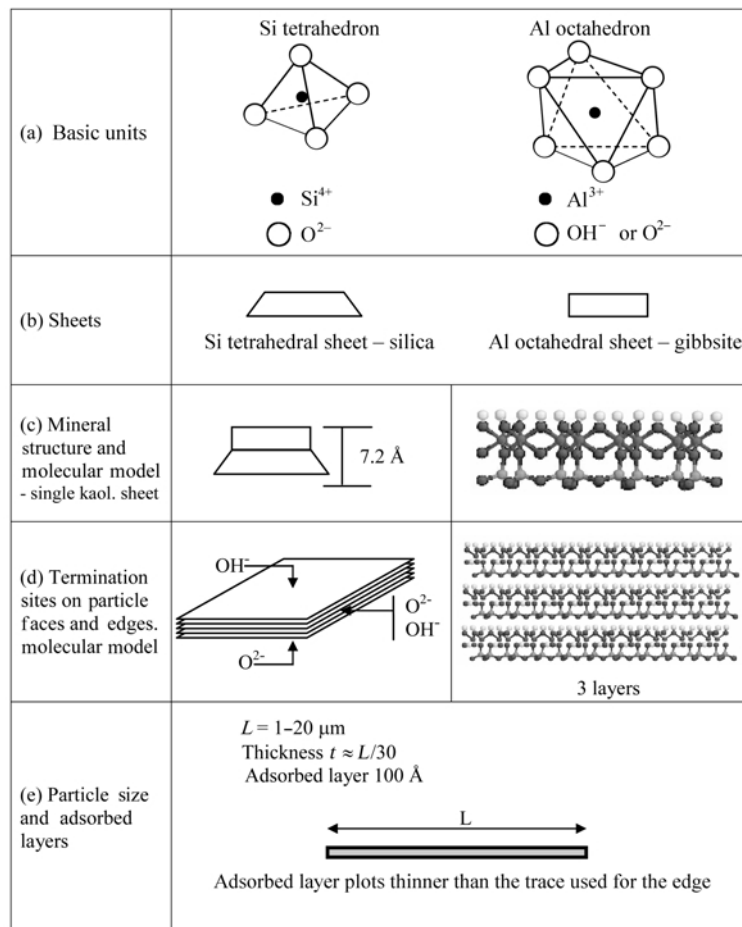 Si tetrahedron
Al octahedron
(a) Basic units
Si⁴⁺
O²⁻
Al³⁺
OH⁻ or O²⁻
(b) Sheets
Si tetrahedral sheet – silica
Al octahedral sheet – gibbsite
(c) Mineral
structure and
molecular model
- single kaol. sheet
7.2 Å
(d) Termination
sites on particle
faces and edges.
molecular model
OH⁻
O²⁻
OH⁻
O²⁻
3 layers
(e) Particle size
and adsorbed
layers
L = 1–20 μm
Thickness t ≈ L/30
Adsorbed layer 100 Å
L
Adsorbed layer plots thinner than the trace used for the edge